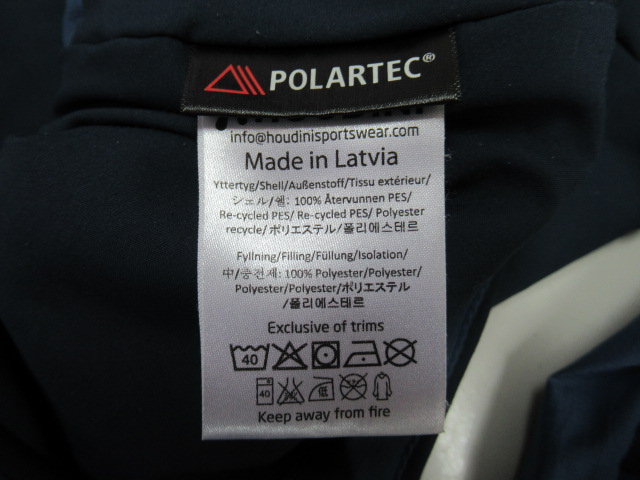 POLARTEC®
info@houdinisportswear.com
Made in Latvia
Yttertyg/Shell/Außenstoff/Tissu extérieur/
シェル/쉘: 100% Återvunnen PES/
Re-cycled PES/ Re-cycled PES/ Polyester
recycle/ポリエステル/폴리에스테르
Fyllning/Filling/Füllung/Isolation/
中/충전재: 100% Polyester/Polyester/
Polyester/Polyester/ポリエステル
/폴리에스테르
Exclusive of trims
40
40
Keep away from fire